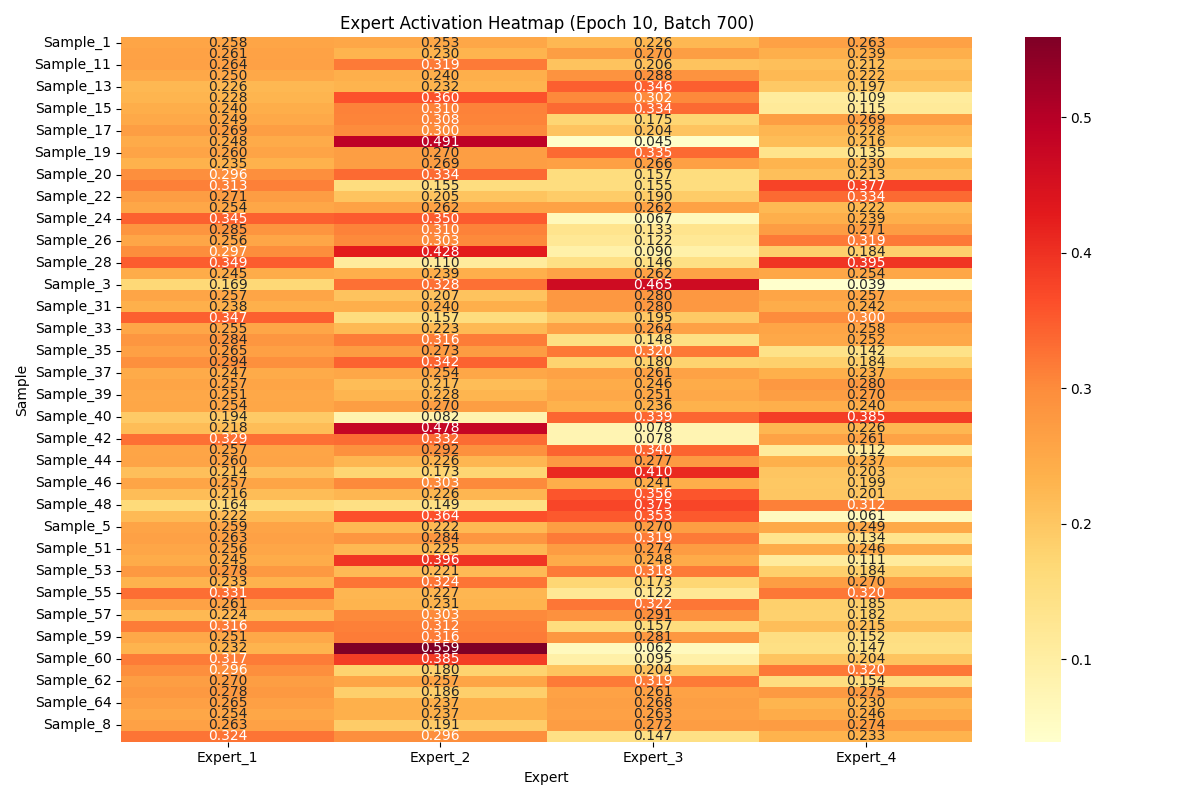 Expert Activation Heatmap (Epoch 10, Batch 700)
Sample_1 0.258 0.253 0.226 0.263
0.261 0.230 0.270 0.239
Sample_11 0.264 0.319 0.206 0.212
0.250 0.240 0.288 0.222
Sample_13 0.226 0.232 0.346 0.197
0.228 0.360 0.302 0.109
Sample_15 0.240 0.310 0.334 0.115
0.249 0.308 0.175 0.269
Sample_17 0.269 0.300 0.204 0.228
0.248 0.491 0.045 0.216
Sample_19 0.260 0.270 0.335 0.135
0.235 0.269 0.266 0.230
Sample_20 0.296 0.334 0.157 0.213
0.313 0.155 0.155 0.377
Sample_22 0.271 0.205 0.190 0.334
0.254 0.262 0.262 0.222
Sample_24 0.345 0.350 0.067 0.239
0.285 0.310 0.133 0.271
Sample_26 0.256 0.303 0.122 0.319
0.297 0.428 0.090 0.184
Sample_28 0.349 0.110 0.146 0.395
0.245 0.239 0.262 0.254
Sample_3 0.169 0.328 0.465 0.039
0.257 0.207 0.280 0.257
Sample_31 0.238 0.240 0.280 0.242
0.347 0.157 0.195 0.300
Sample_33 0.255 0.223 0.264 0.258
0.284 0.316 0.148 0.252
Sample_35 0.265 0.273 0.320 0.142
0.294 0.342 0.180 0.184
Sample_37 0.247 0.254 0.261 0.237
0.257 0.217 0.246 0.280
Sample_39 0.251 0.228 0.251 0.270
0.254 0.270 0.236 0.240
Sample_40 0.194 0.082 0.339 0.385
0.218 0.478 0.078 0.226
Sample_42 0.329 0.332 0.078 0.261
0.257 0.292 0.340 0.112
Sample_44 0.260 0.226 0.277 0.237
0.214 0.173 0.410 0.203
Sample_46 0.257 0.303 0.241 0.199
0.216 0.226 0.356 0.201
Sample_48 0.164 0.149 0.375 0.312
0.222 0.364 0.353 0.061
Sample_5 0.259 0.222 0.270 0.249
0.263 0.284 0.319 0.134
Sample_51 0.256 0.225 0.274 0.246
0.245 0.396 0.248 0.111
Sample_53 0.278 0.221 0.318 0.184
0.233 0.324 0.173 0.270
Sample_55 0.331 0.227 0.122 0.320
0.261 0.231 0.322 0.185
Sample_57 0.224 0.303 0.291 0.182
0.316 0.312 0.157 0.215
Sample_59 0.251 0.316 0.281 0.152
0.232 0.559 0.062 0.147
Sample_60 0.317 0.385 0.095 0.204
0.296 0.180 0.204 0.320
Sample_62 0.270 0.257 0.319 0.154
0.278 0.186 0.261 0.275
Sample_64 0.265 0.237 0.268 0.230
0.254 0.237 0.263 0.246
Sample_8 0.263 0.191 0.272 0.274
0.324 0.296 0.147 0.233
Expert_1 Expert_2 Expert_3 Expert_4
Expert
Sample
0.5
0.4
0.3
0.2
0.1